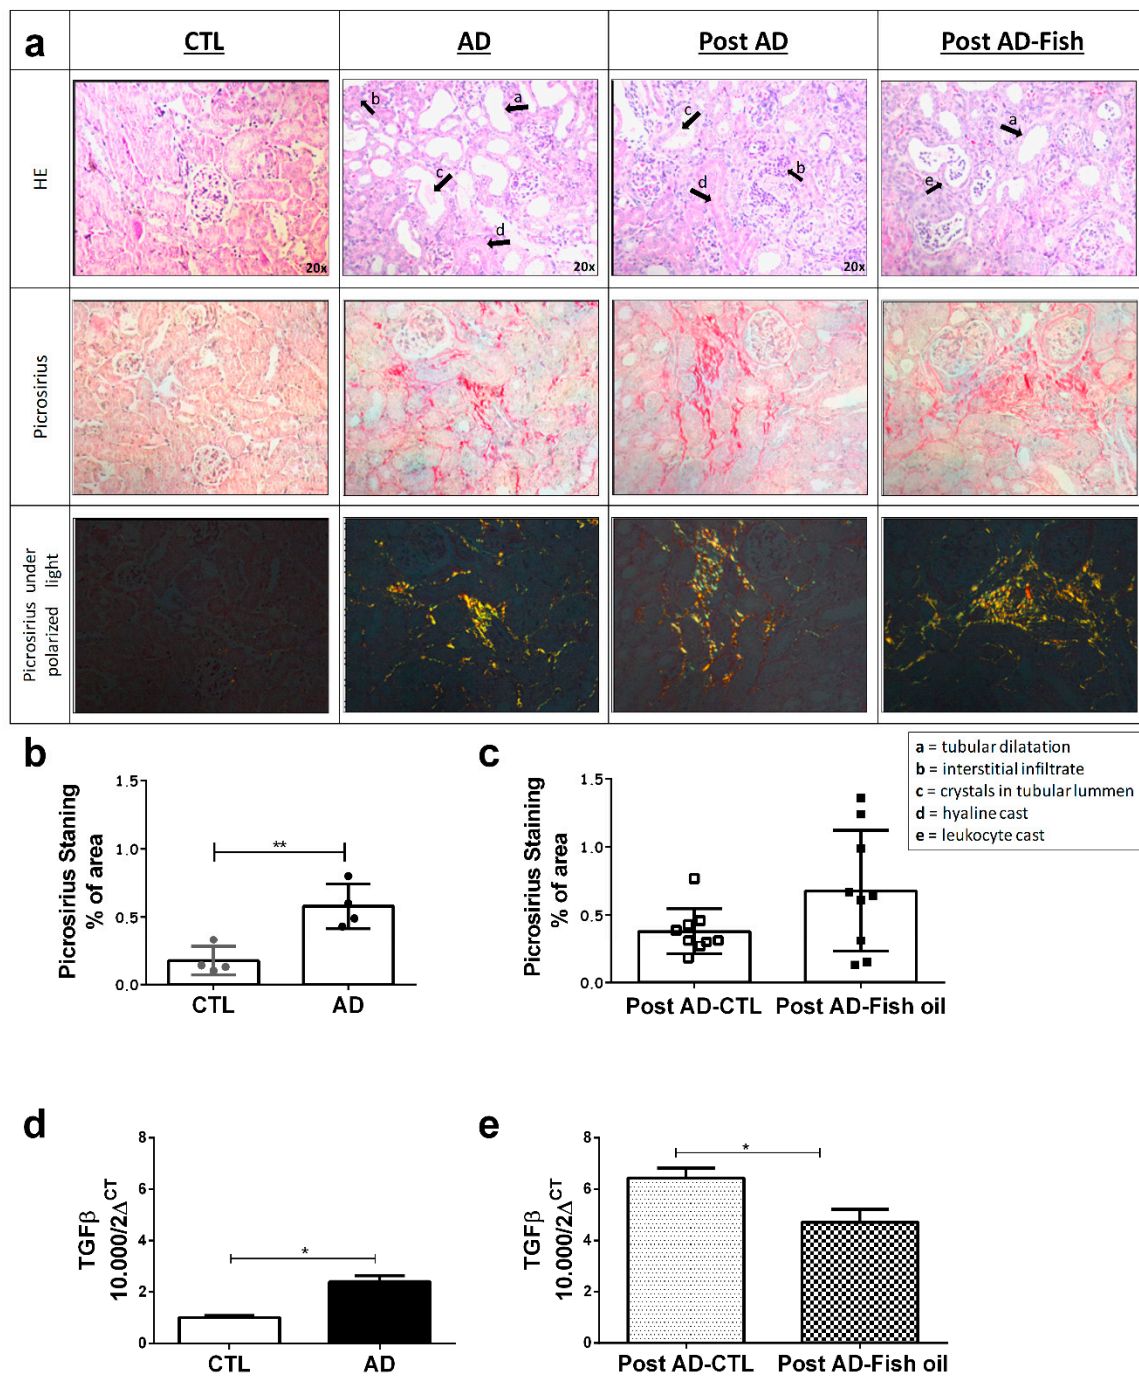 a
CTL
AD
Post AD
Post AD-Fish
HE
b
a
c
d
c
b
d
a
e
20x
20x
20x
Picrosirius
Picrosirius under
polarized light
a = tubular dilatation
b = interstitial infiltrate
c = crystals in tubular lummen
d = hyaline cast
e = leukocyte cast
b
Picrosirius Staning
% of area
1.5
1.0
0.5
0.0
**
CTL
AD
c
Picrosirius Staining
% of area
1.5
1.0
0.5
0.0
Post AD-CTL
Post AD-Fish oil
d
TGFβ
10.000/2Δ^CT
8
6
4
2
0
*
CTL
AD
e
TGFβ
10.000/2Δ^CT
8
6
4
2
0
*
Post AD-CTL
Post AD-Fish oil